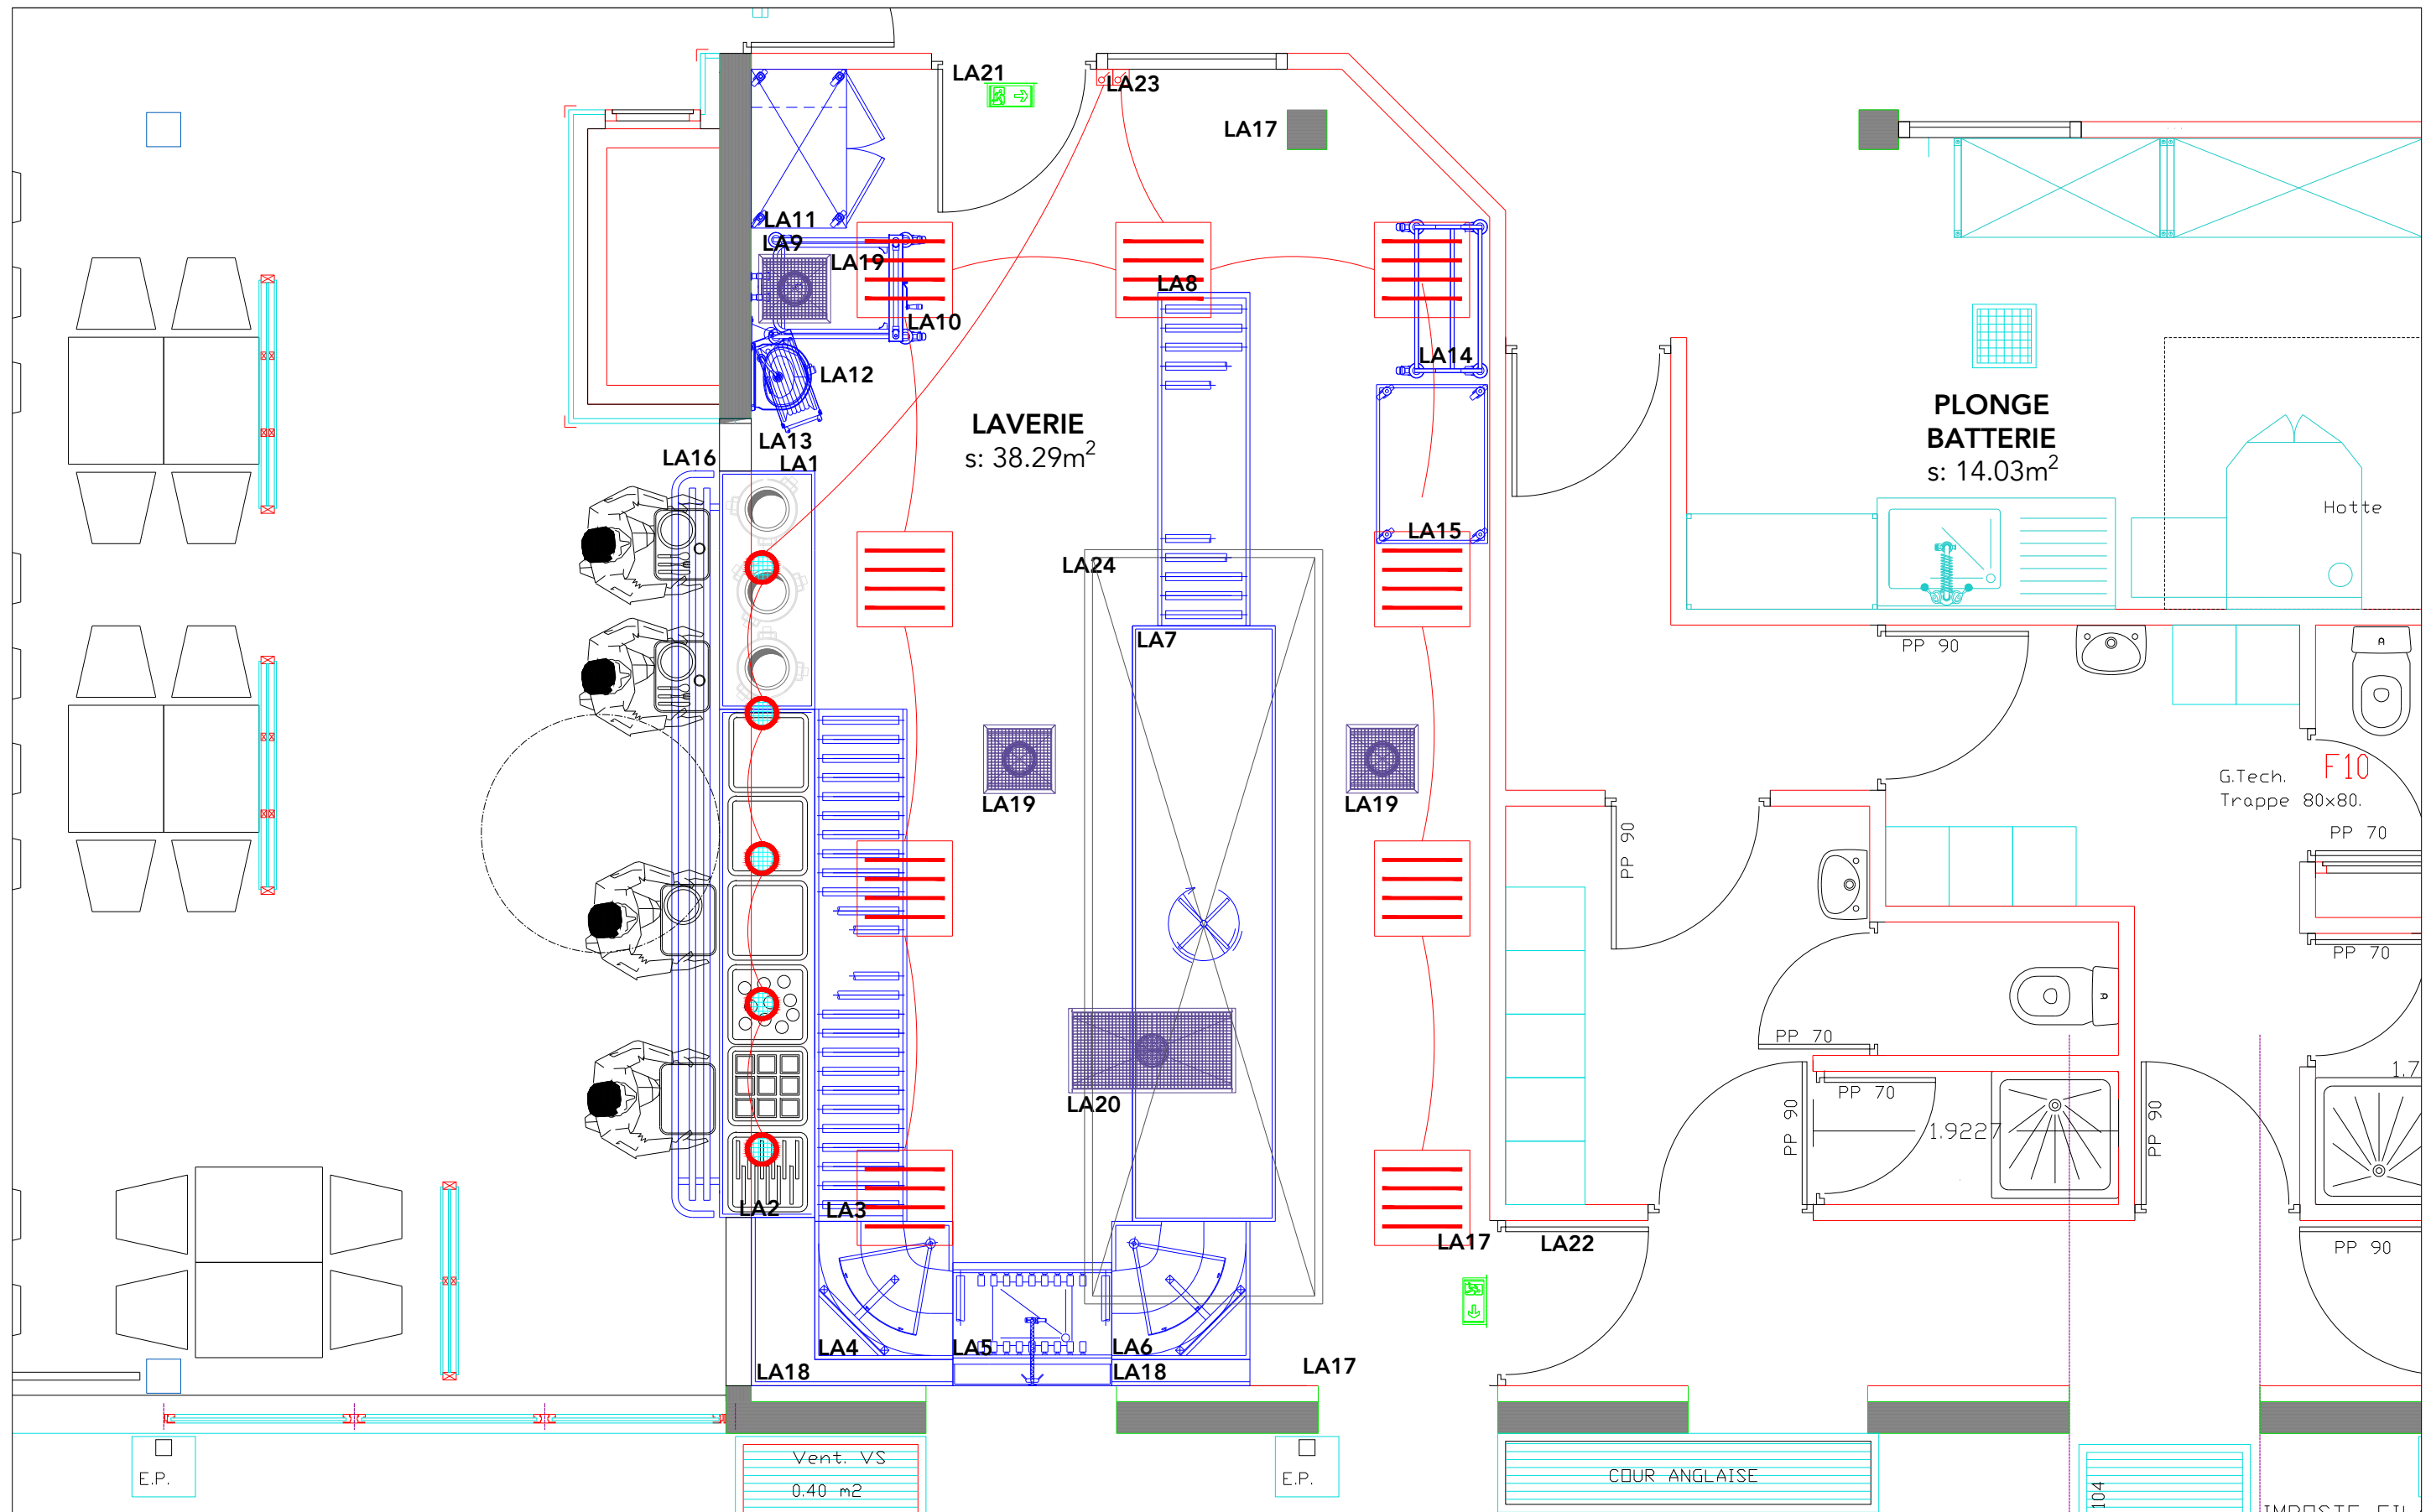 LA21
LA23
LA17
LA11
LA9
LA19
LA8
LA10
LA14
LA12
PLONGE
BATTERIE
s: 14.03m²
LAVERIE
s: 38.29m²
LA13
LA16
LA1
Hotte
LA15
LA24
LA7
PP 90
A
F10
G.Tech.
Trappe 80x80.
LA19
LA19
PP 70
PP 90
PP 70
A
PP 70
1.7
LA20
PP 70
PP 90
1.9227
PP 90
LA2
LA3
LA17
LA22
PP 90
LA4
LA5
LA6
LA18
LA18
LA17
Vent. VS
0.40 m2
E.P.
E.P.
COUR ANGLAISE
104